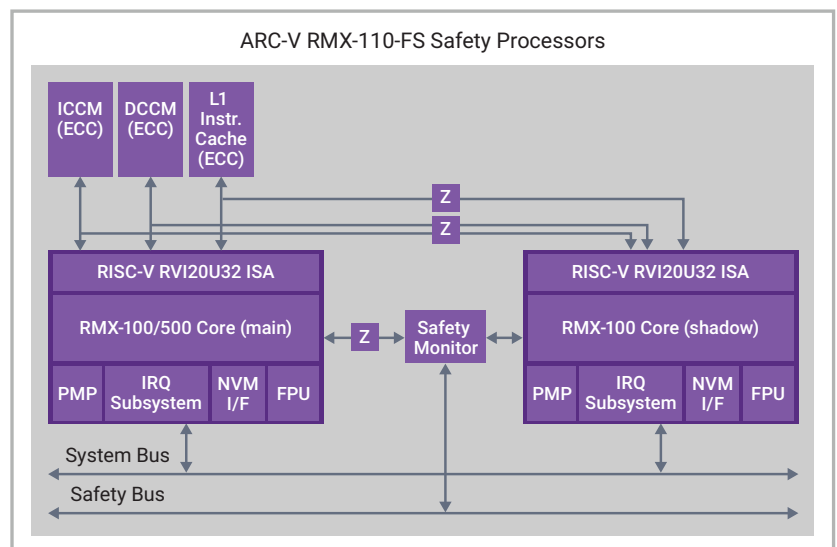 ARC-V RMX-110-FS Safety Processors
ICCM
(ECC)
DCCM
(ECC)
L1
Instr.
Cache
(ECC)
Z
Z
RISC-V RVI20U32 ISA
RMX-100/500 Core (main)
PMP
IRQ
Subsystem
NVM
I/F
FPU
Z
Safety
Monitor
RISC-V RVI20U32 ISA
RMX-100 Core (shadow)
PMP
IRQ
Subsystem
NVM
I/F
FPU
System Bus
Safety Bus